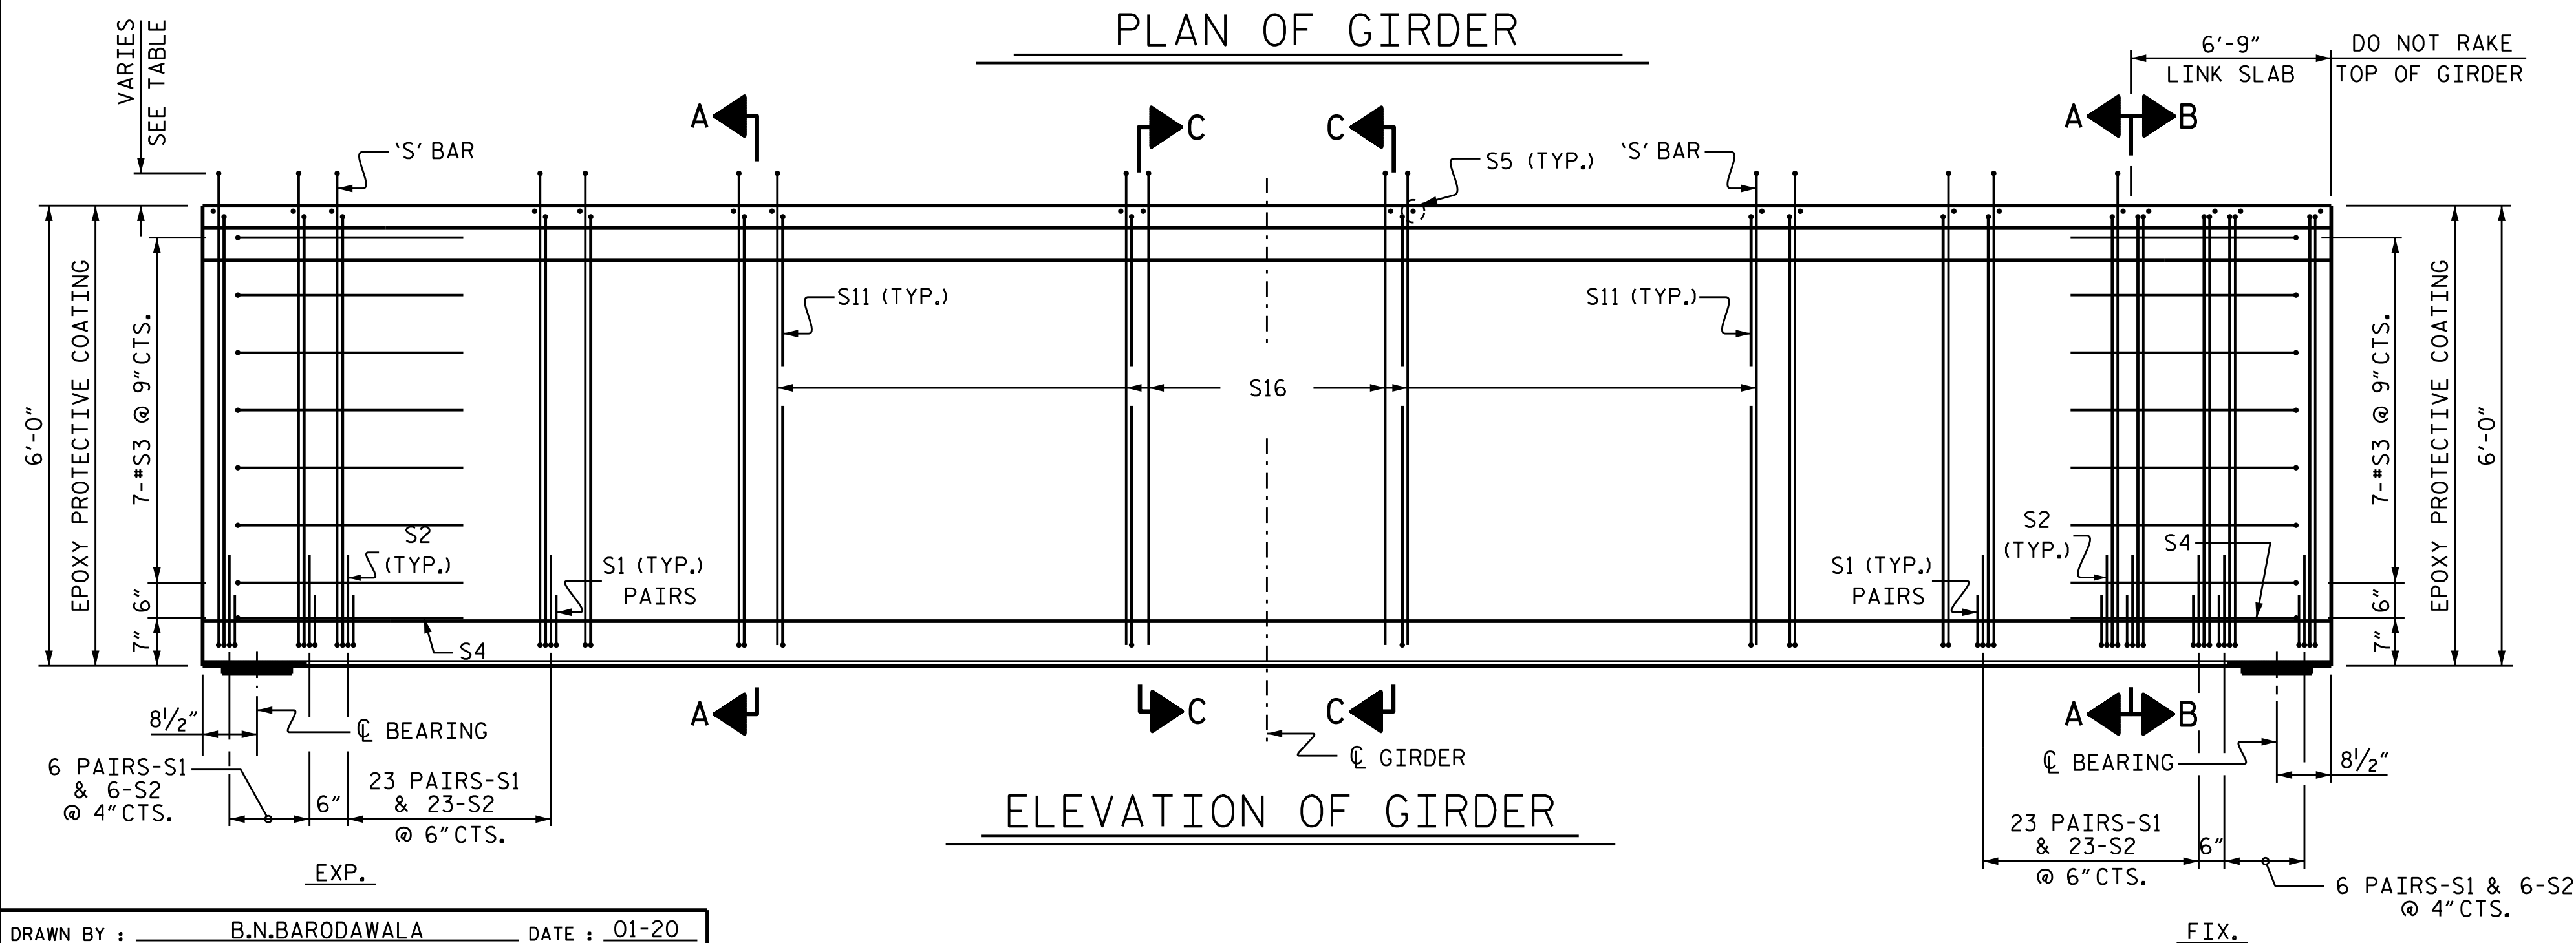 PLAN OF GIRDER
VARIES
SEE TABLE
6'-9"
LINK SLAB
DO NOT RAKE
TOP OF GIRDER
A
C
C
A
B
'S' BAR
S5 (TYP.)
'S' BAR
6'-0"
EPOXY PROTECTIVE COATING
7-#S3 @ 9"CTS.
6"
7"
S11 (TYP.)
S11 (TYP.)
S16
S2
(TYP.)
S1 (TYP.)
PAIRS
S4
S1 (TYP.)
PAIRS
S2
(TYP.)
S4
7-#S3 @ 9"CTS.
6"
7"
EPOXY PROTECTIVE COATING
6'-0"
A
C
C
A
B
8½"
℄ BEARING
℄ GIRDER
℄ BEARING
8½"
6 PAIRS-S1
& 6-S2
@ 4"CTS.
6"
23 PAIRS-S1
& 23-S2
@ 6"CTS.
ELEVATION OF GIRDER
23 PAIRS-S1
& 23-S2
@ 6"CTS.
6"
6 PAIRS-S1 & 6-S2
@ 4"CTS.
EXP.
FIX.
DRAWN BY : B.N.BARODAWALA DATE : 01-20